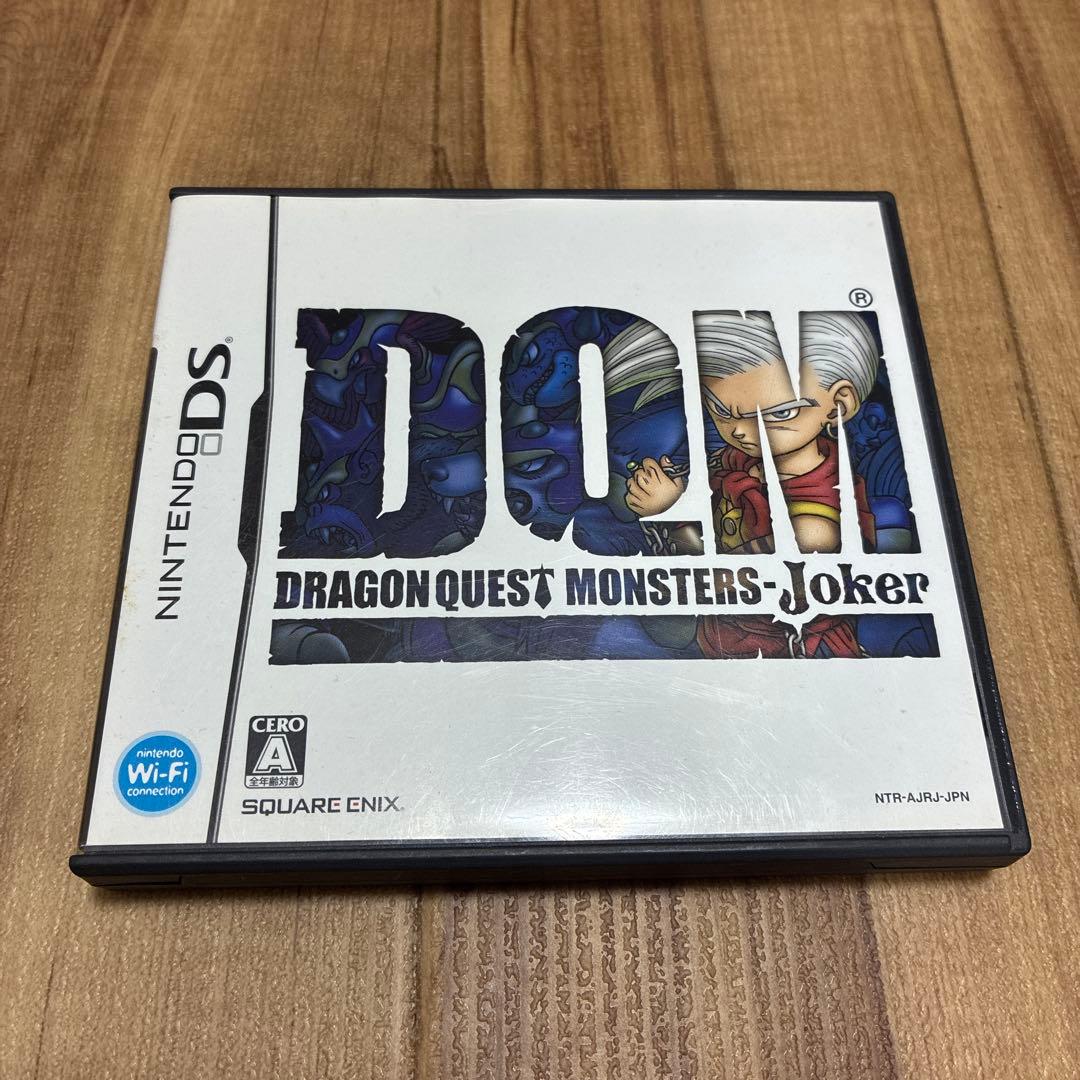 NINTENDO DS®
DQM®
DRAGON QUEST MONSTERS-Joker
nintendo
Wi-Fi
connection
CERO
A
全年齢対象
SQUARE ENIX.
NTR-AJRJ-JPN